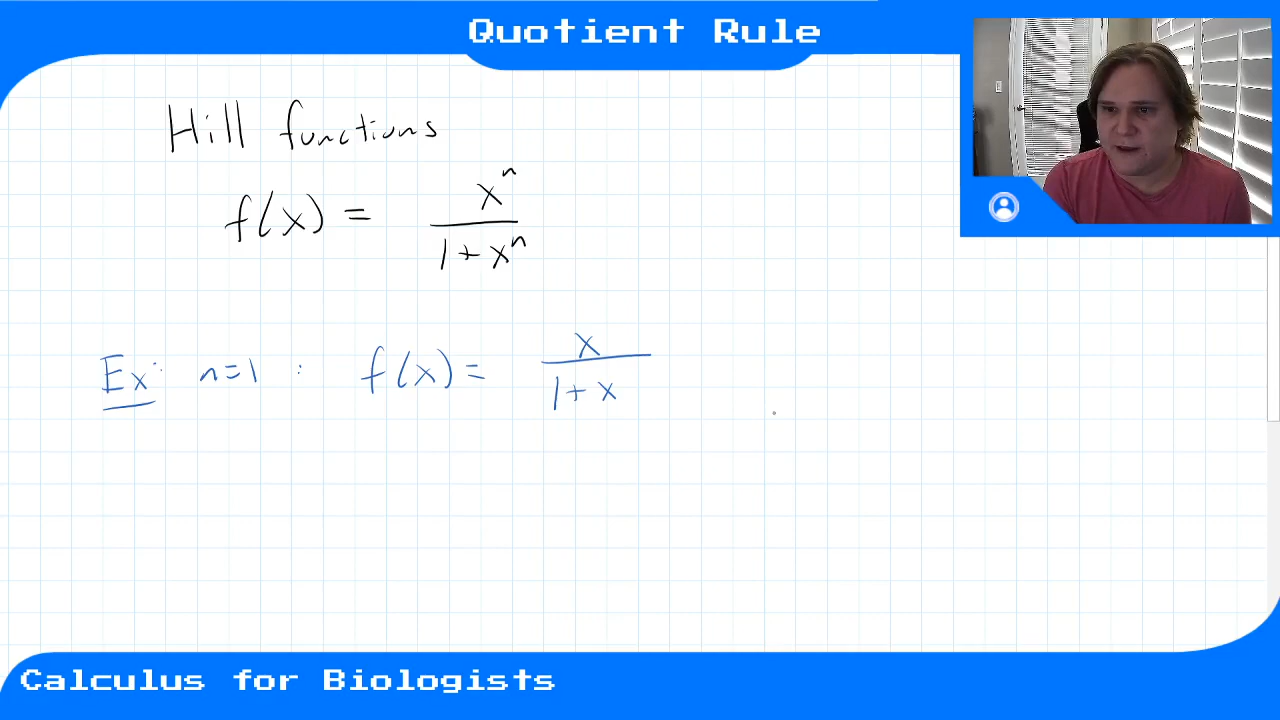 Quotient Rule
Hill functions
f(x) = x^n / 1 + x^n
Ex: n=1 : f(x) = x / 1 + x
Calculus for Biologists